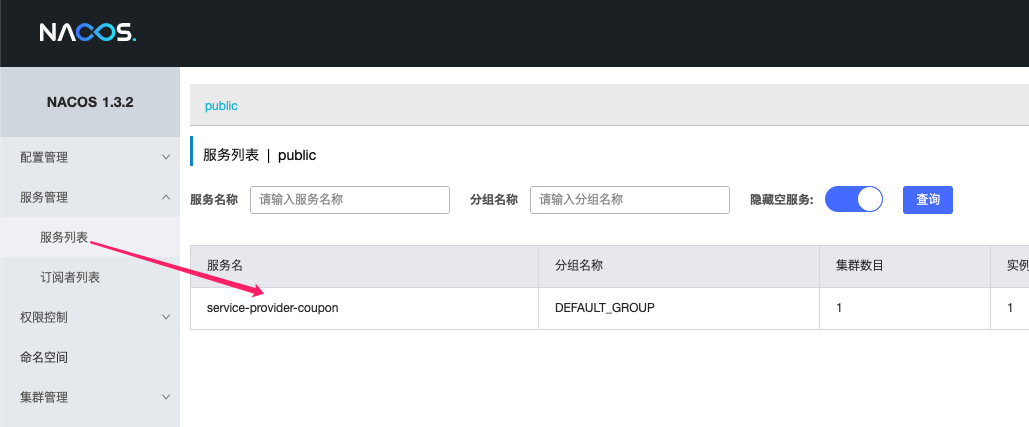 NACOS.
NACOS 1.3.2
public
配置管理
服务列表 | public
服务管理
服务名称 请输入服务名称 分组名称 请输入分组名称 隐藏空服务: 查询
服务列表
服务名 分组名称 集群数目 实例
订阅者列表
service-provider-coupon DEFAULT_GROUP 1 1
权限控制
命名空间
集群管理